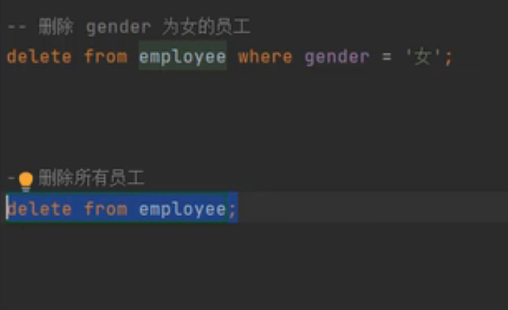 -- 删除 gender 为女的员工
delete from employee where gender = '女';
- 删除所有员工
delete from employee;